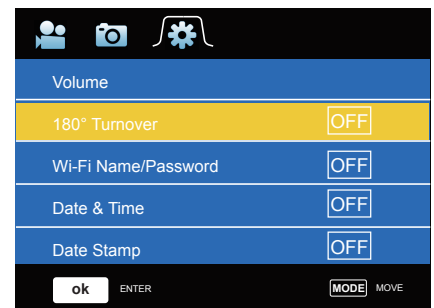 Volume
180° Turnover OFF
Wi-Fi Name/Password OFF
Date & Time OFF
Date Stamp OFF
ok ENTER MODE MOVE